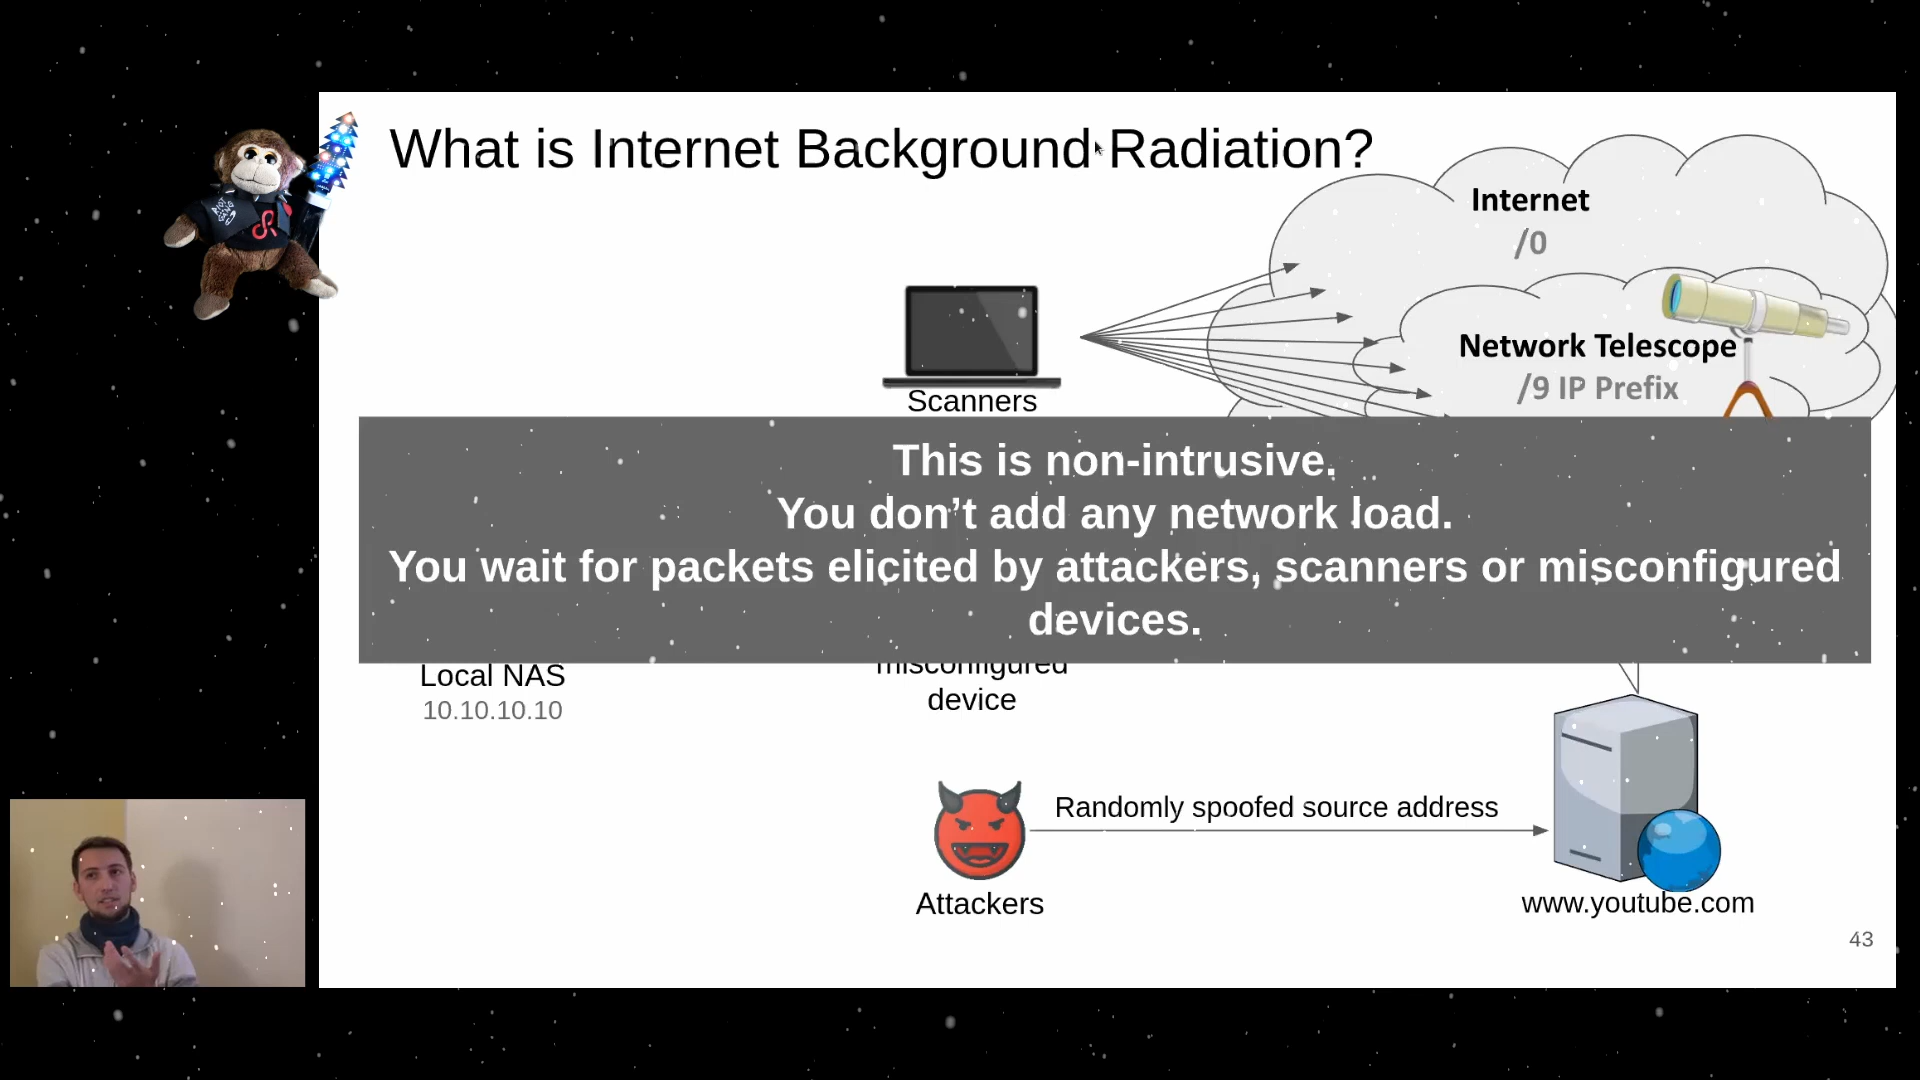 What is Internet Background Radiation?
Internet
/0
Network Telescope
/9 IP Prefix
Scanners
This is non-intrusive.
You don’t add any network load.
You wait for packets elicited by attackers, scanners or misconfigured
devices.
Local NAS
10.10.10.10
misconfigured
device
Randomly spoofed source address
Attackers
www.youtube.com
43